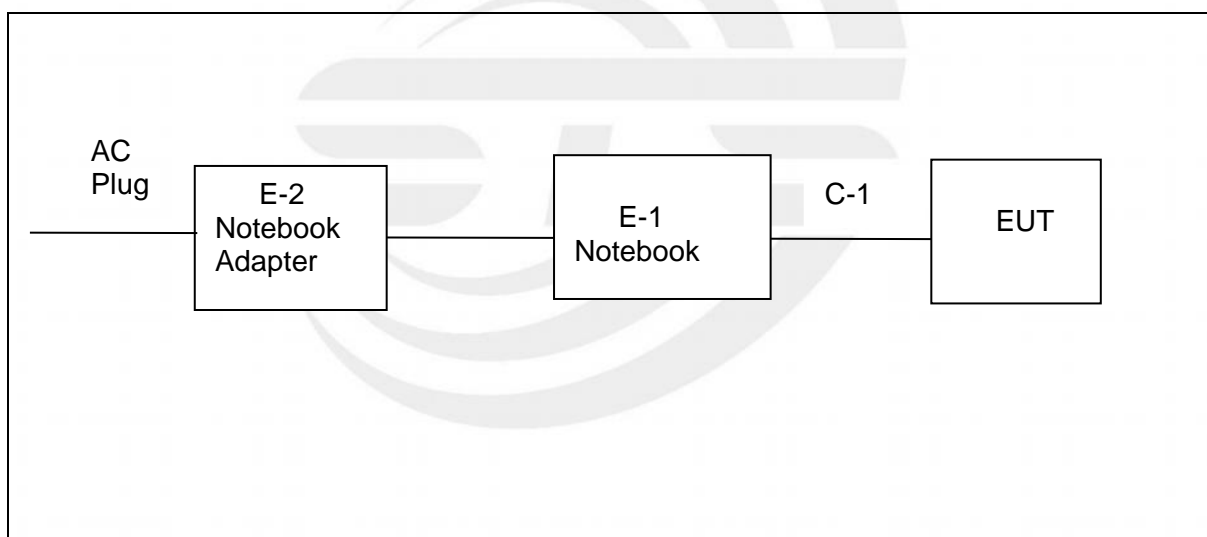 AC
Plug
E-2
Notebook
Adapter
E-1
Notebook
C-1
EUT